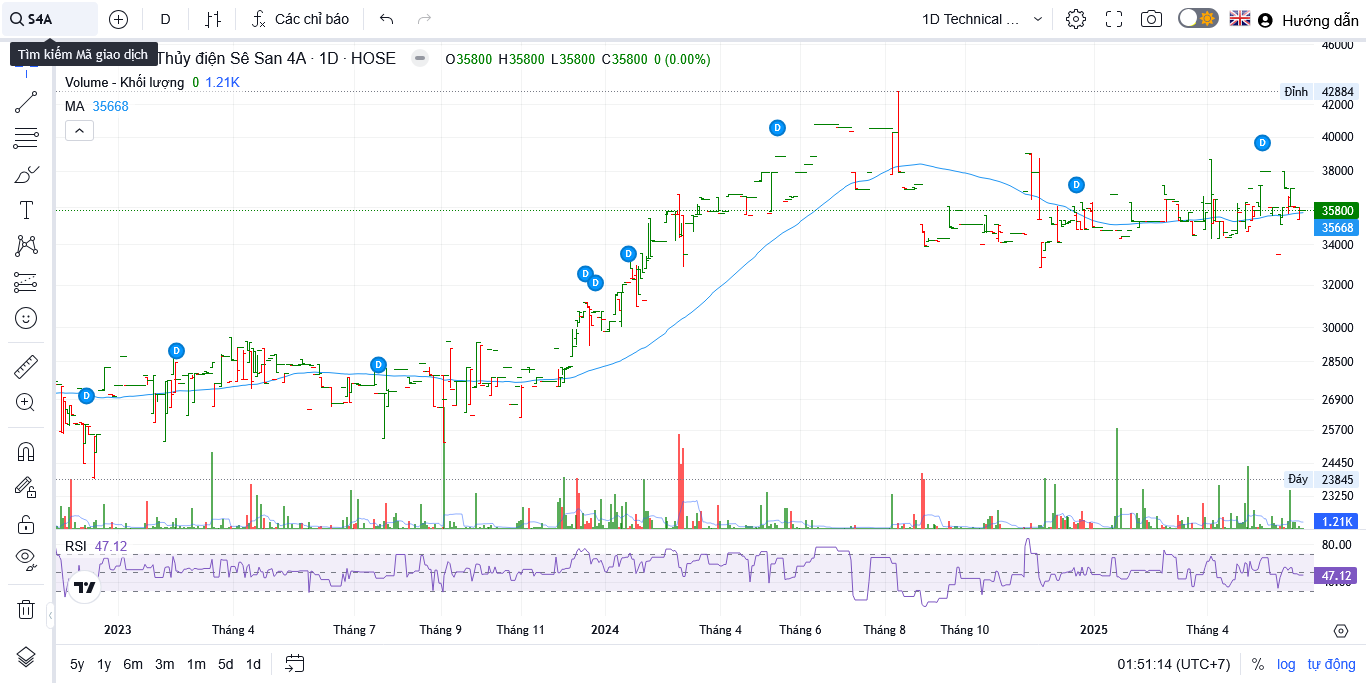 S4A D Các chỉ báo 1D Technical ... Hướng dẫn
Tìm kiếm Mã giao dịch
Thủy điện Sê San 4A · 1D · HOSE O35800 H35800 L35800 C35800 0 (0.00%)
Volume - Khối lượng 0 1.21K
MA 35668
46000
Đỉnh 42884
42000
40000
38000
35800
35668
34000
32000
30000
28500
26900
25700
24450
Đáy 23845
23250
1.21K
D
D
D
D
D
D
D
D
D
RSI 47.12
80.00
47.12
2023 Tháng 4 Tháng 7 Tháng 9 Tháng 11 2024 Tháng 4 Tháng 6 Tháng 8 Tháng 10 2025 Tháng 4
5y 1y 6m 3m 1m 5d 1d 01:51:14 (UTC+7) % log tự động